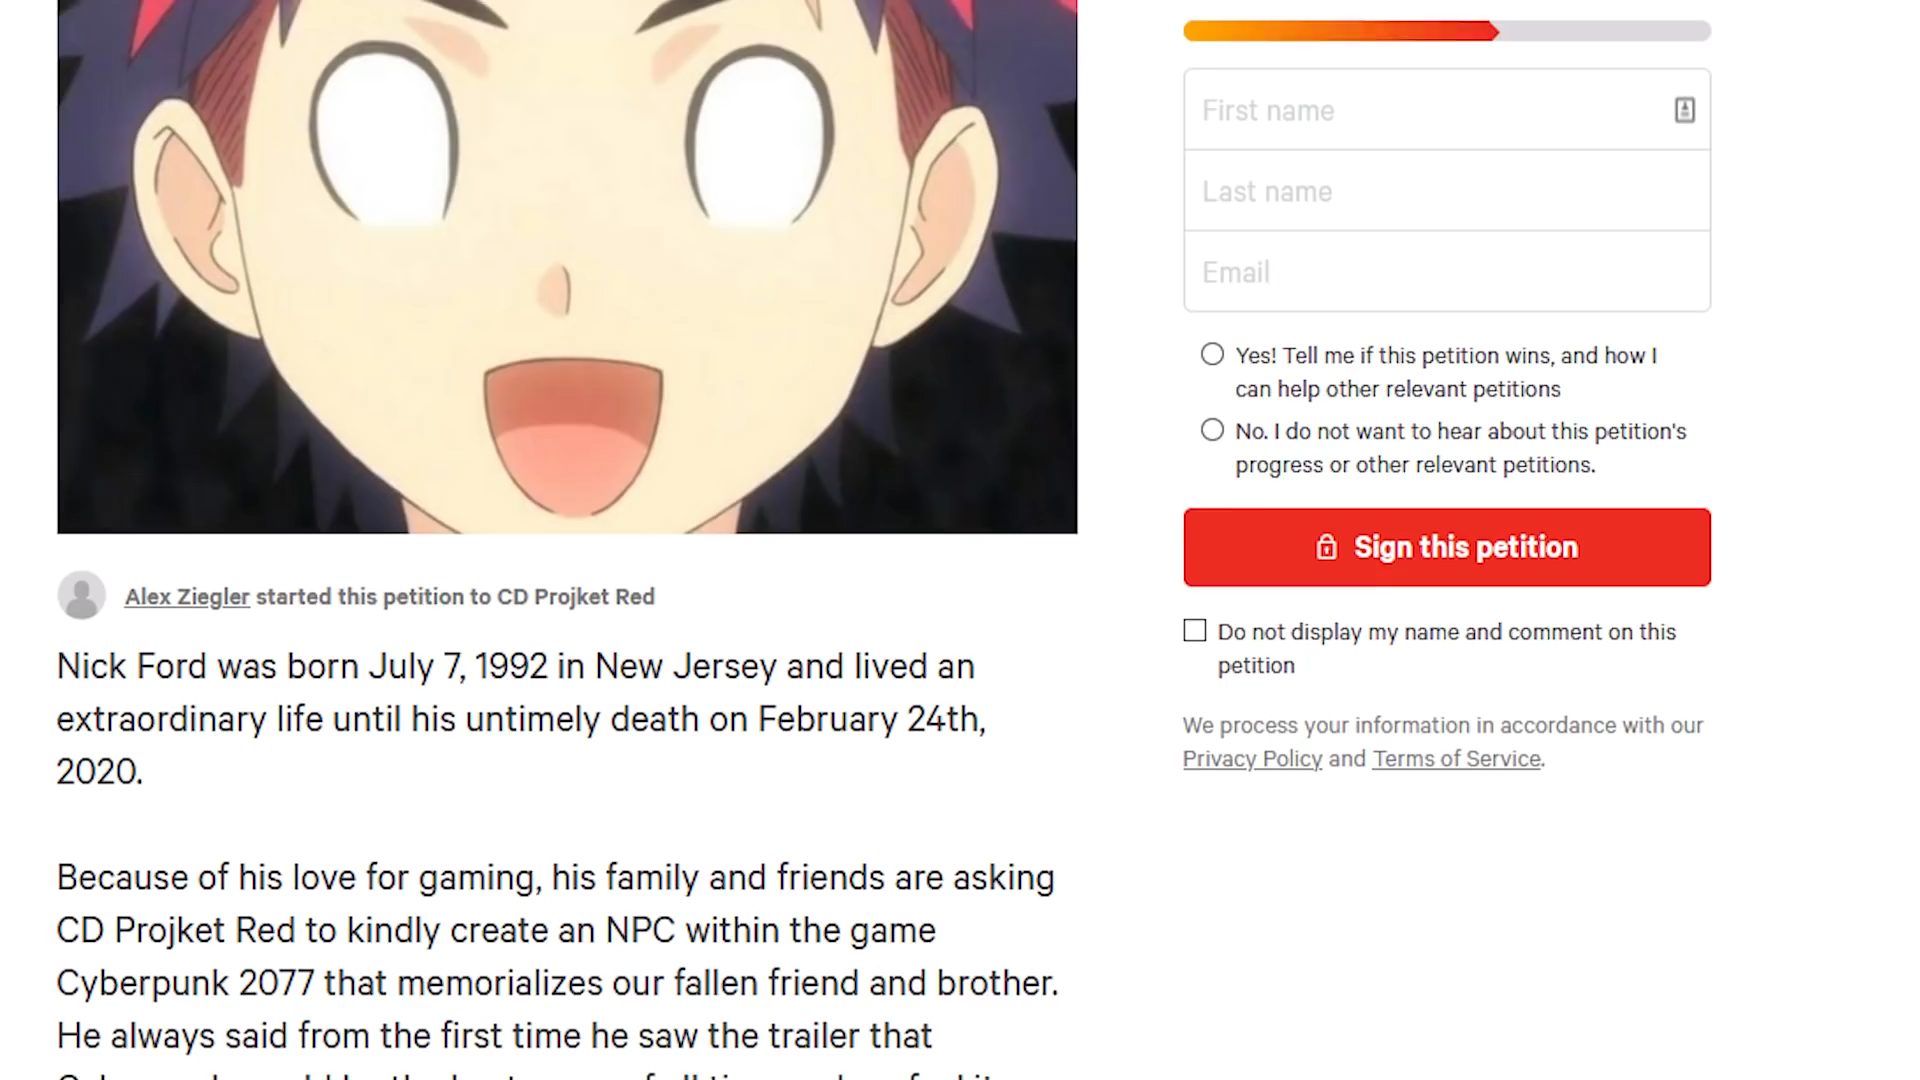 Alex Ziegler started this petition to CD Projket Red
Nick Ford was born July 7, 1992 in New Jersey and lived an
extraordinary life until his untimely death on February 24th,
2020.
Because of his love for gaming, his family and friends are asking
CD Projket Red to kindly create an NPC within the game
Cyberpunk 2077 that memorializes our fallen friend and brother.
He always said from the first time he saw the trailer that
First name
Last name
Email
Yes! Tell me if this petition wins, and how I
can help other relevant petitions
No. I do not want to hear about this petition's
progress or other relevant petitions.
Sign this petition
Do not display my name and comment on this
petition
We process your information in accordance with our
Privacy Policy and Terms of Service.